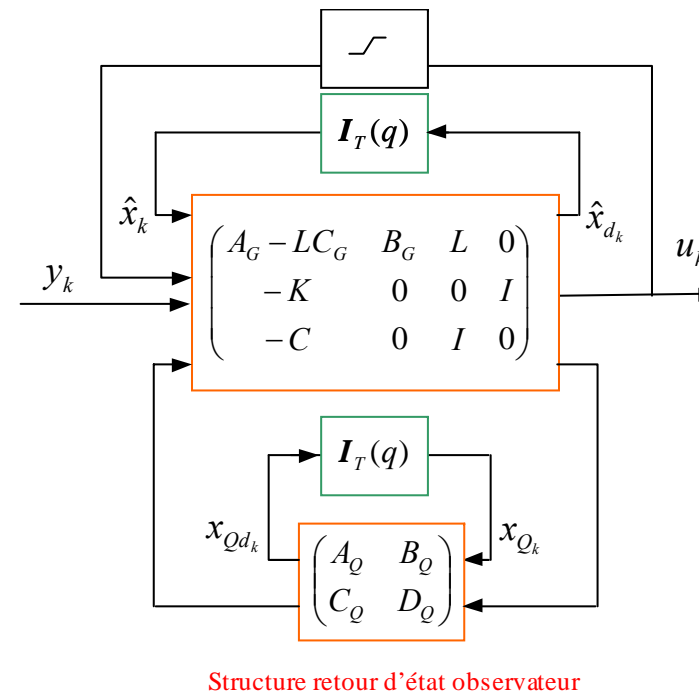 I_T(q)
x̂_k
x̂_{d_k}
y_k
u_k
A_G − LC_G B_G L 0
−K 0 0 I
−C 0 I 0
I_T(q)
x_{Qd_k}
x_{Q_k}
A_Q B_Q
C_Q D_Q
Structure retour d'état observateur